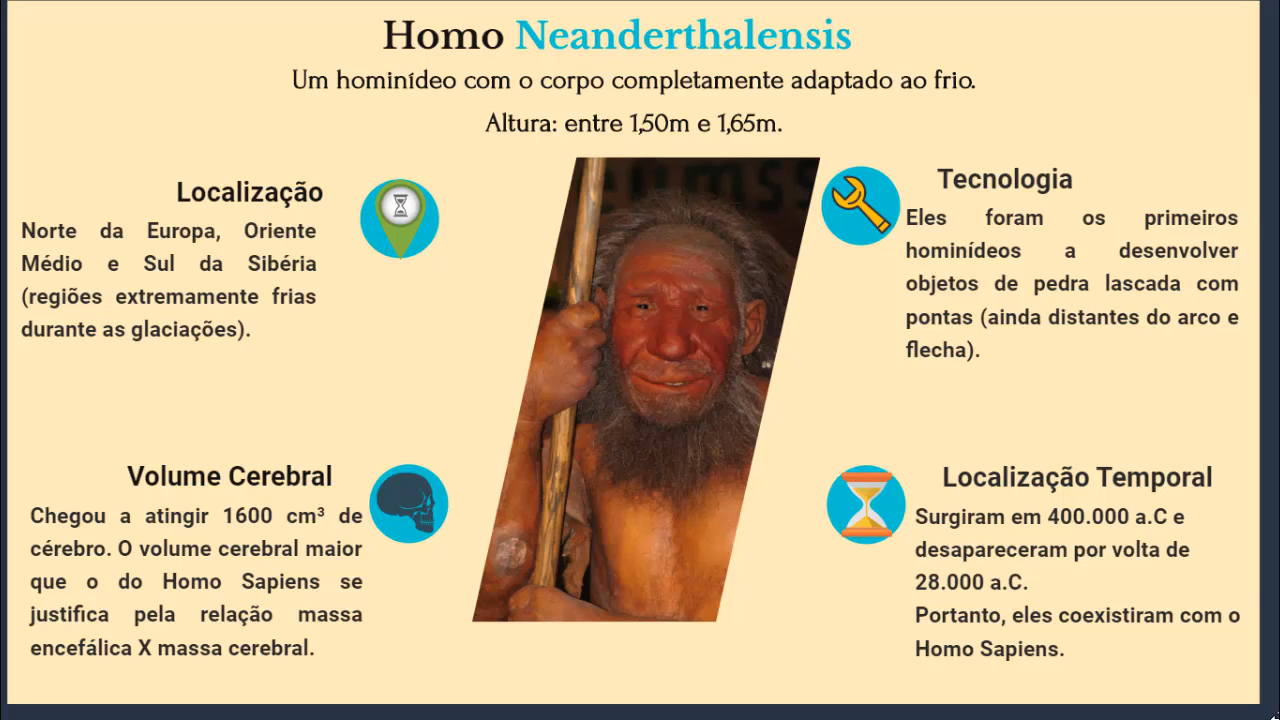 Homo Neanderthalensis
Um hominídeo com o corpo completamente adaptado ao frio.
Altura: entre 1,50m e 1,65m.
Localização
Norte da Europa, Oriente
Médio e Sul da Sibéria
(regiões extremamente frias
durante as glaciações).
Tecnologia
Eles foram os primeiros
hominídeos a desenvolver
objetos de pedra lascada com
pontas (ainda distantes do arco e
flecha).
Volume Cerebral
Chegou a atingir 1600 cm³ de
cérebro. O volume cerebral maior
que o do Homo Sapiens se
justifica pela relação massa
encefálica X massa cerebral.
Localização Temporal
Surgiram em 400.000 a.C e
desapareceram por volta de
28.000 a.C.
Portanto, eles coexistiram com o
Homo Sapiens.